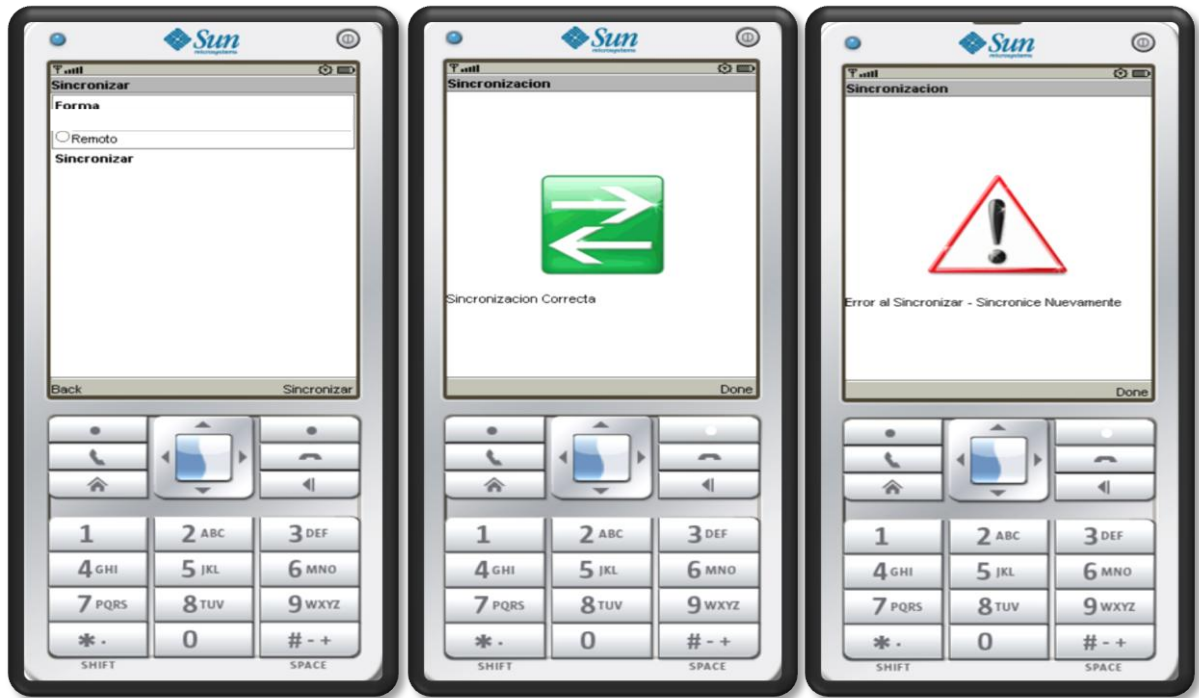 Sun
microsystems
Sincronizar
Forma
Remoto
Sincronizar
Back Sincronizar
1 2 ABC 3 DEF
4 GHI 5 JKL 6 MNO
7 PQRS 8 TUV 9 WXYZ
* . 0 # - +
SHIFT SPACE
Sun
microsystems
Sincronizacion
Sincronizacion Correcta
Done
1 2 ABC 3 DEF
4 GHI 5 JKL 6 MNO
7 PQRS 8 TUV 9 WXYZ
* . 0 # - +
SHIFT SPACE
Sun
microsystems
Sincronizacion
Error al Sincronizar - Sincronice Nuevamente
Done
1 2 ABC 3 DEF
4 GHI 5 JKL 6 MNO
7 PQRS 8 TUV 9 WXYZ
* . 0 # - +
SHIFT SPACE